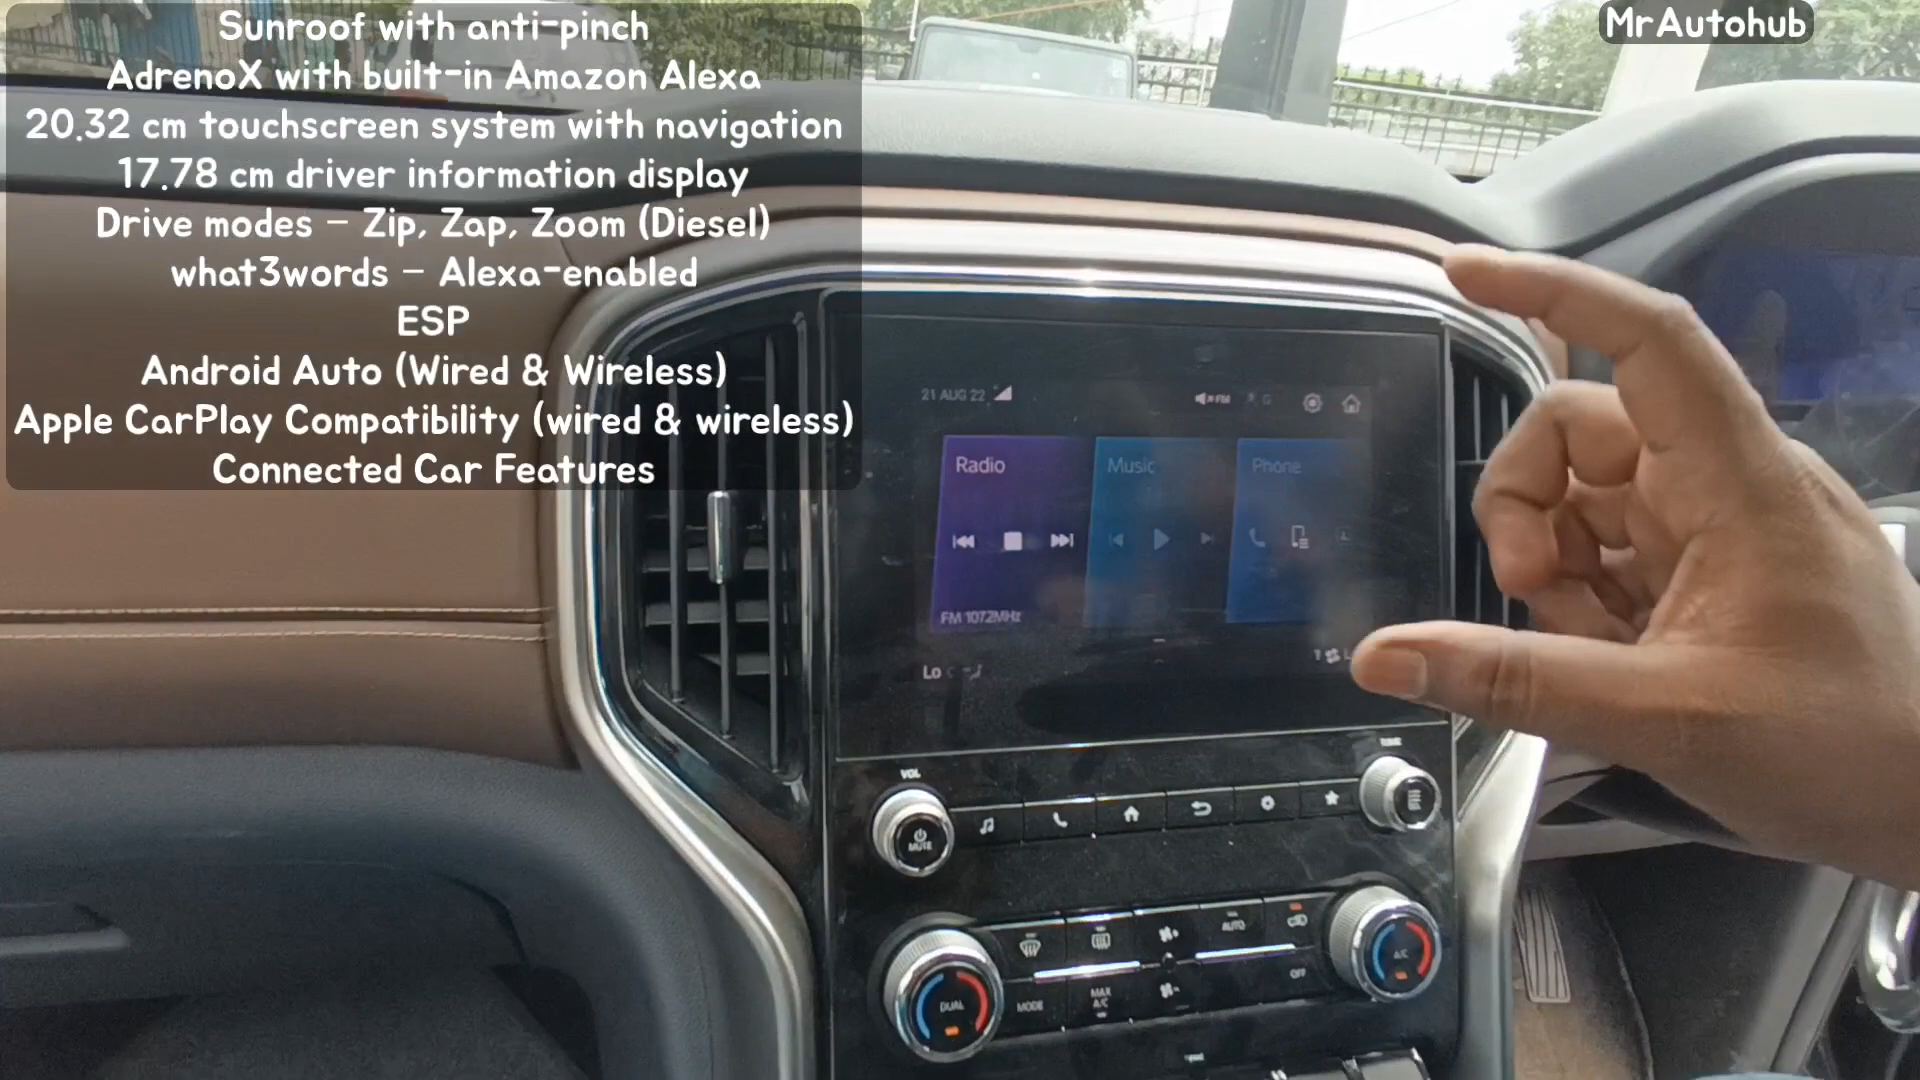 Sunroof with anti-pinch
AdrenoX with built-in Amazon Alexa
20.32 cm touchscreen system with navigation
17.78 cm driver information display
Drive modes – Zip, Zap, Zoom (Diesel)
what3words – Alexa-enabled
ESP
Android Auto (Wired & Wireless)
Apple CarPlay Compatibility (wired & wireless)
Connected Car Features
MrAutohub
21 AUG 22
FM
Radio
Music
Phone
FM 107.2MHz
Lo
VOL
TUNE
MUTE
AUTO
A/C
OFF
DUAL
MODE
MAX A/C